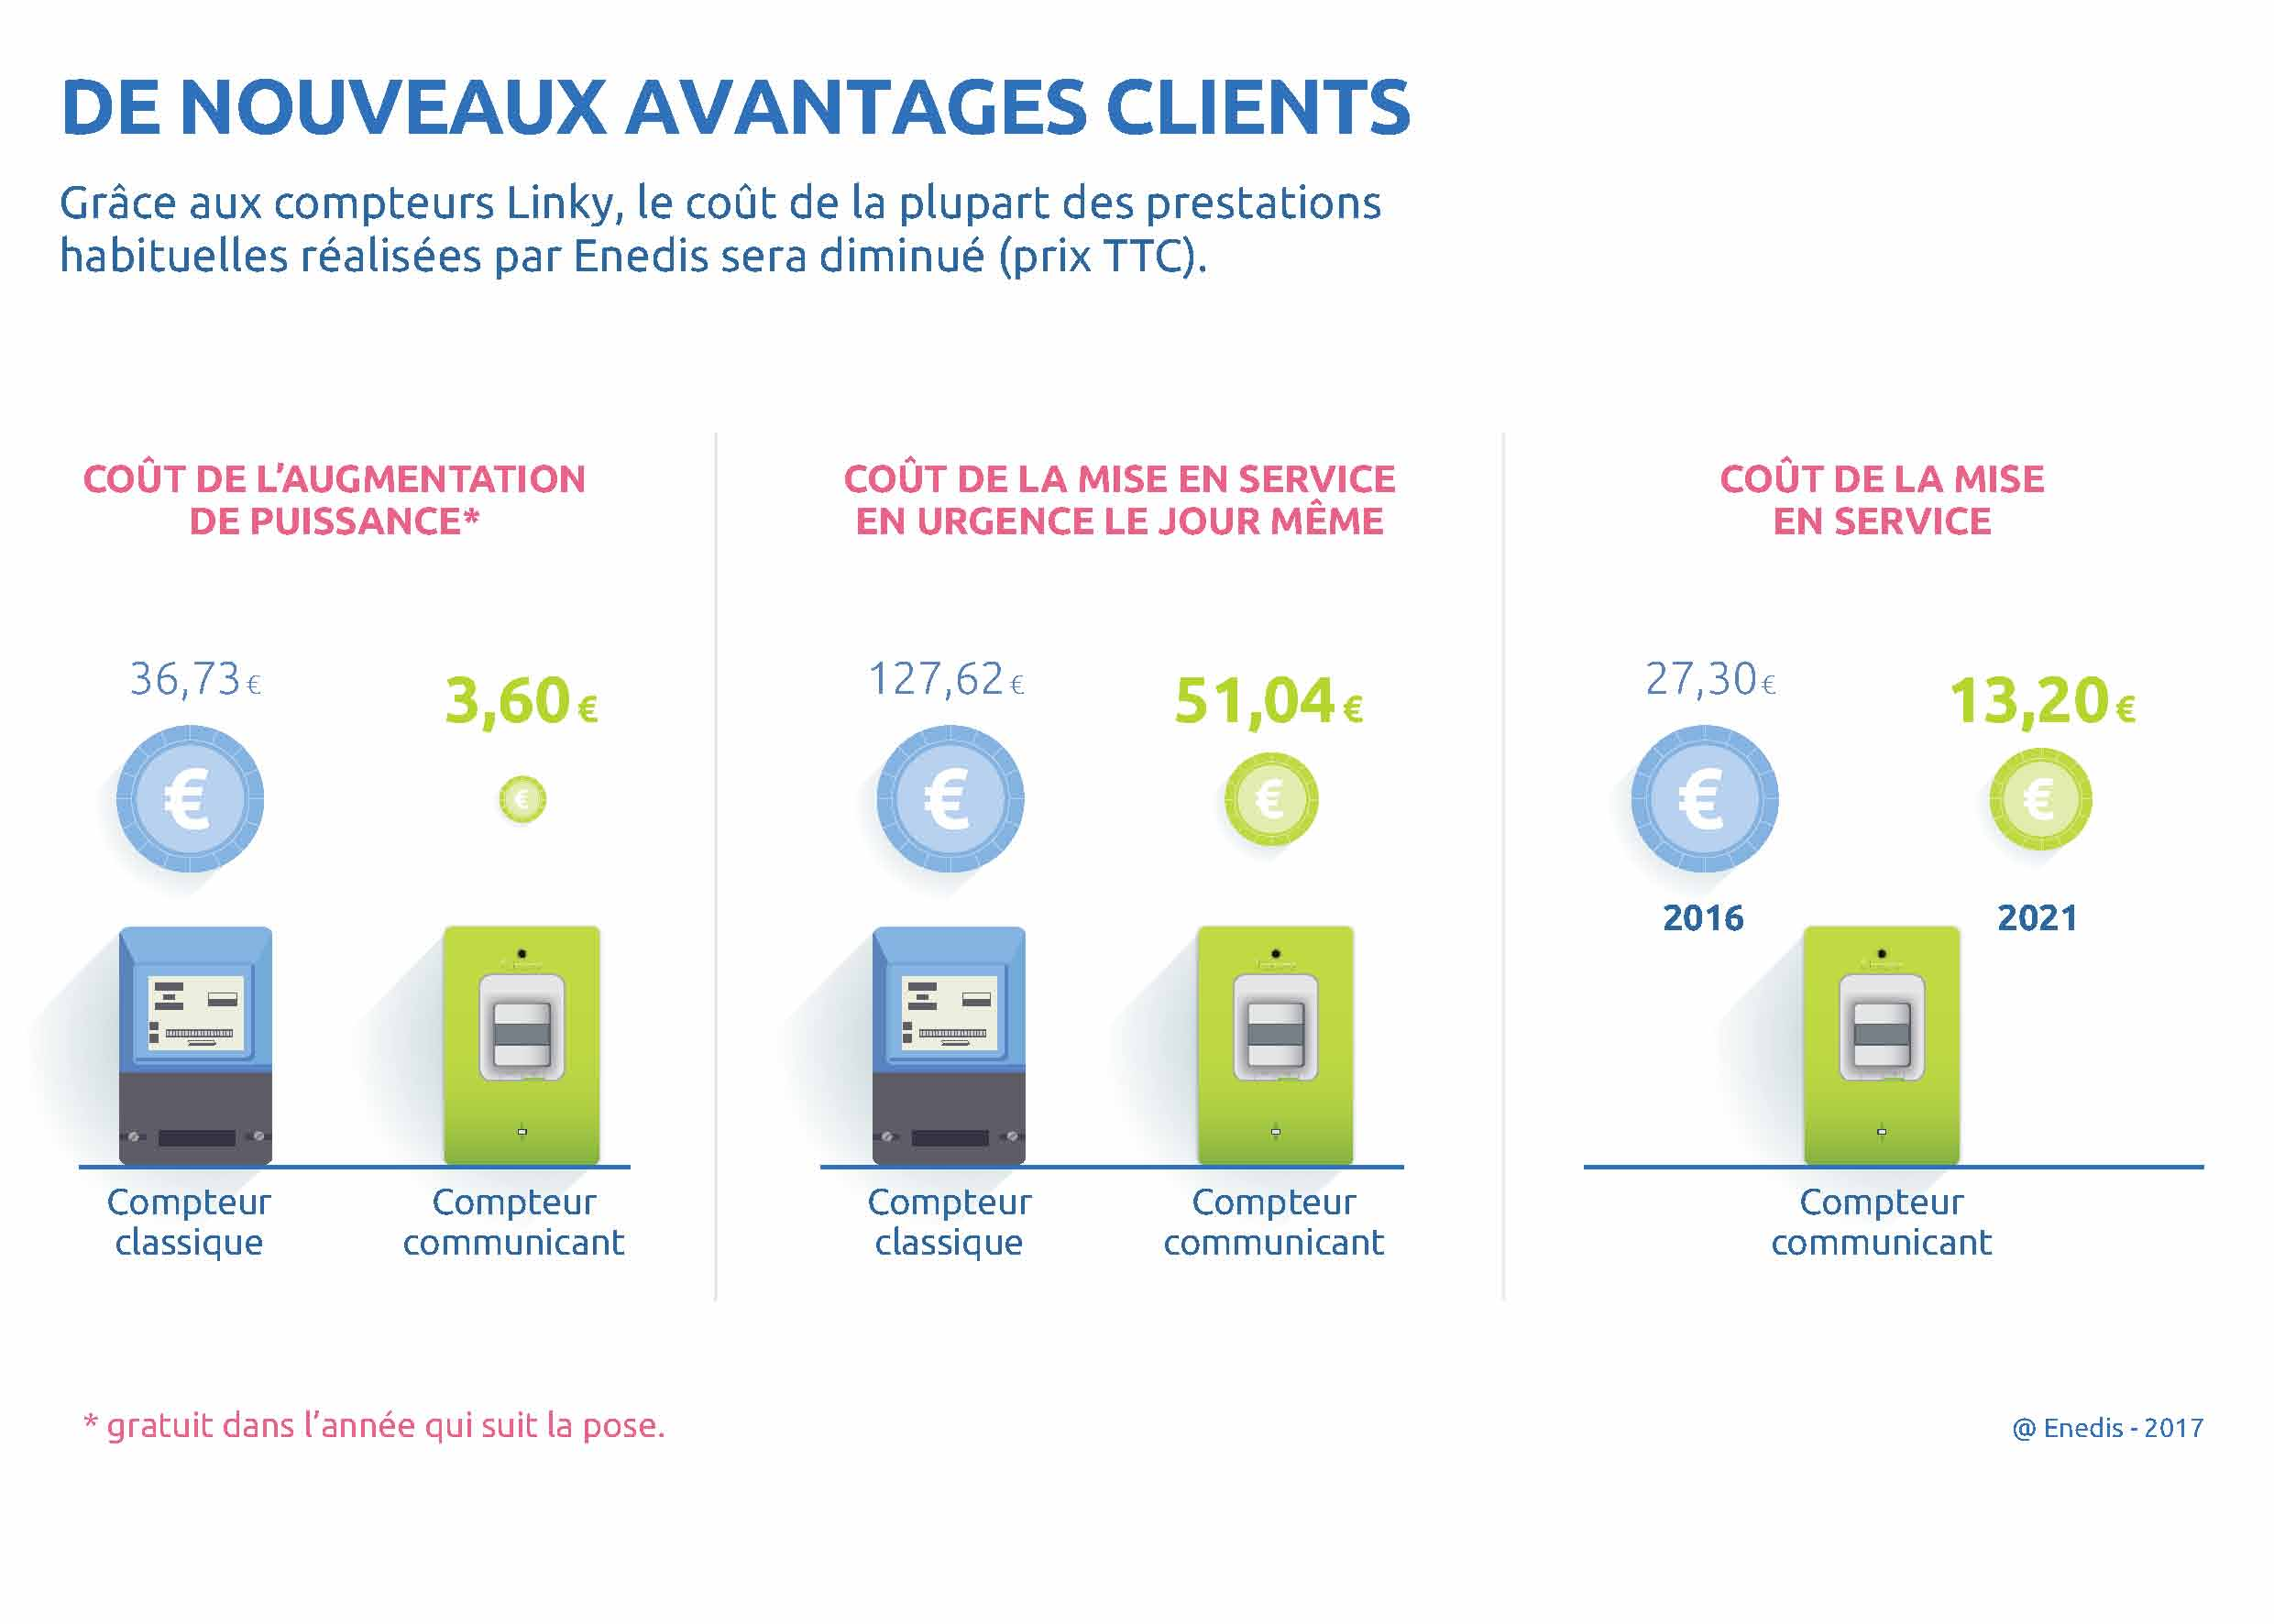 DE NOUVEAUX AVANTAGES CLIENTS
Grâce aux compteurs Linky, le coût de la plupart des prestations
habituelles réalisées par Enedis sera diminué (prix TTC).
COÛT DE L’AUGMENTATION
DE PUISSANCE*
36,73€
3,60€
Compteur
classique
Compteur
communicant
COÛT DE LA MISE EN SERVICE
EN URGENCE LE JOUR MÊME
127,62€
51,04€
Compteur
classique
Compteur
communicant
COÛT DE LA MISE
EN SERVICE
27,30€
13,20€
2016
2021
Compteur
communicant
* gratuit dans l’année qui suit la pose.
@ Enedis - 2017